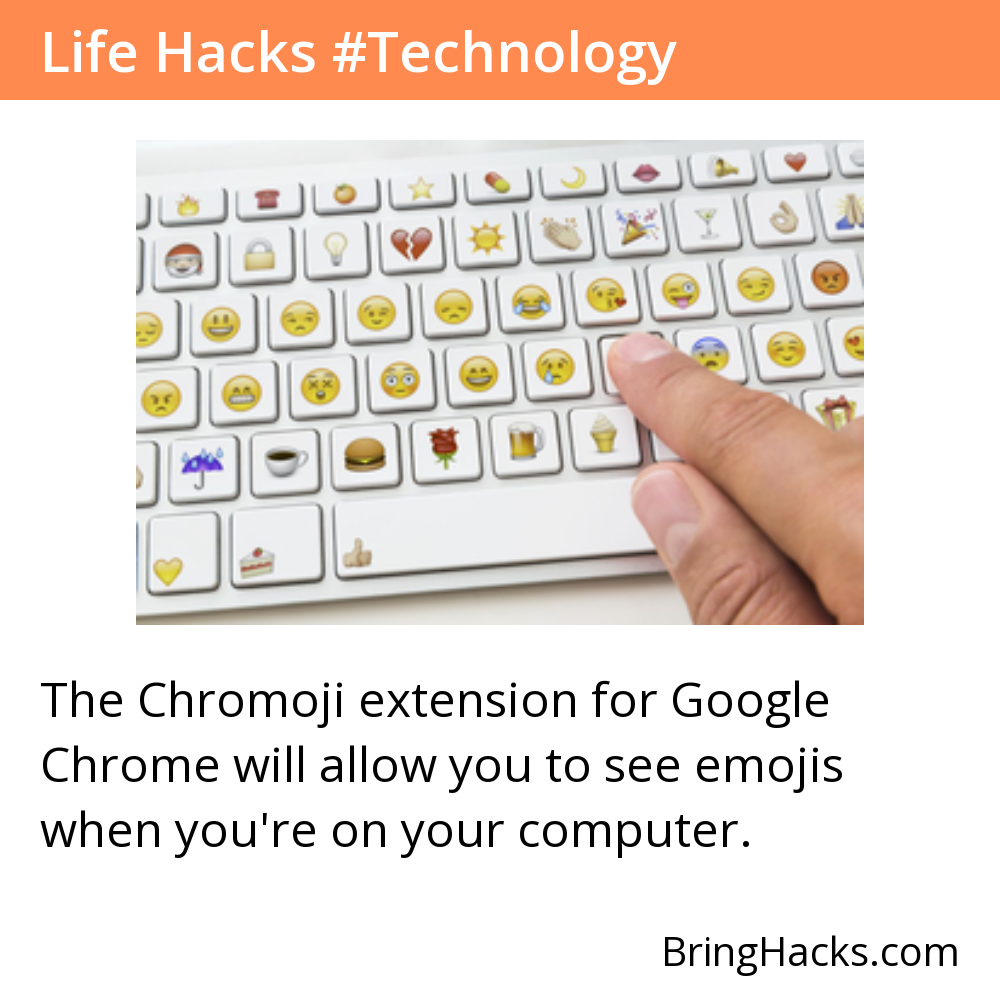 Life Hacks #Technology
The Chromoji extension for Google
Chrome will allow you to see emojis
when you're on your computer.
BringHacks.com